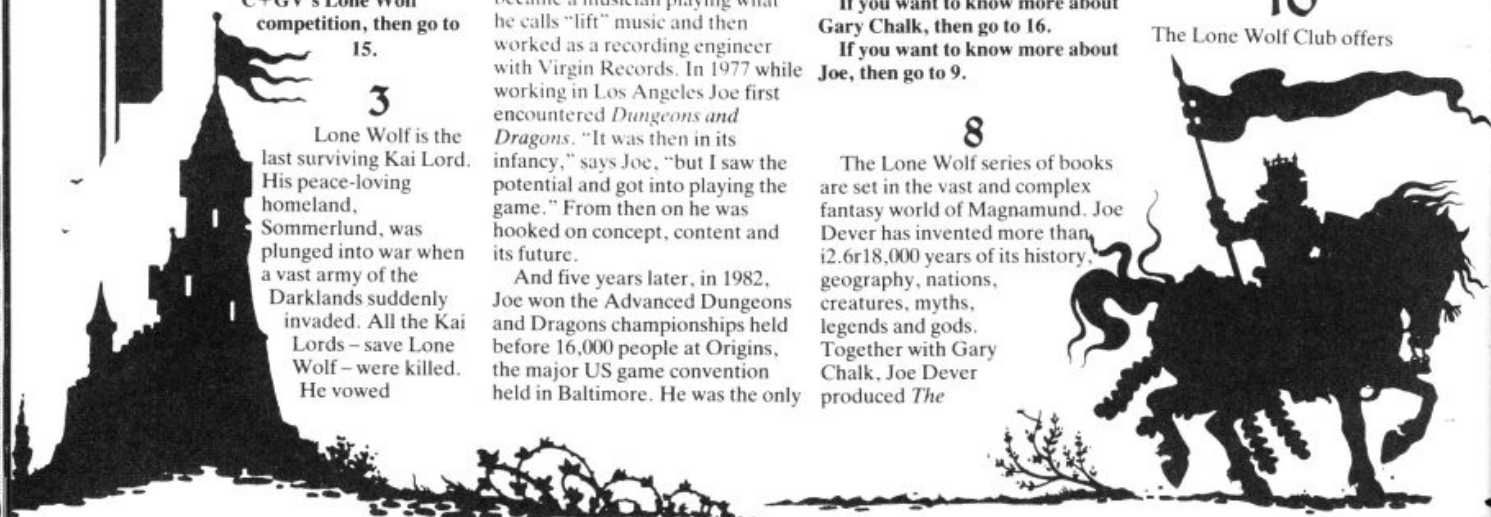 C+GV's Lone Wolf
competition, then go to
15.
3
Lone Wolf is the
last surviving Kai Lord.
His peace-loving
homeland,
Sommerlund, was
plunged into war when
a vast army of the
Darklands suddenly
invaded. All the Kai
Lords – save Lone
Wolf – were killed.
He vowed
became a musician playing what
he calls "lift" music and then
worked as a recording engineer
with Virgin Records. In 1977 while
working in Los Angeles Joe first
encountered Dungeons and
Dragons. "It was then in its
infancy," says Joe, "but I saw the
potential and got into playing the
game." From then on he was
hooked on concept, content and
its future.
And five years later, in 1982,
Joe won the Advanced Dungeons
and Dragons championships held
before 16,000 people at Origins,
the major US game convention
held in Baltimore. He was the only
If you want to know more about
Gary Chalk, then go to 16.
If you want to know more about
Joe, then go to 9.
8
The Lone Wolf series of books
are set in the vast and complex
fantasy world of Magnamund. Joe
Dever has invented more than
i2.6r18,000 years of its history,
geography, nations,
creatures, myths,
legends and gods.
Together with Gary
Chalk, Joe Dever
produced The
The Lone Wolf Club offers